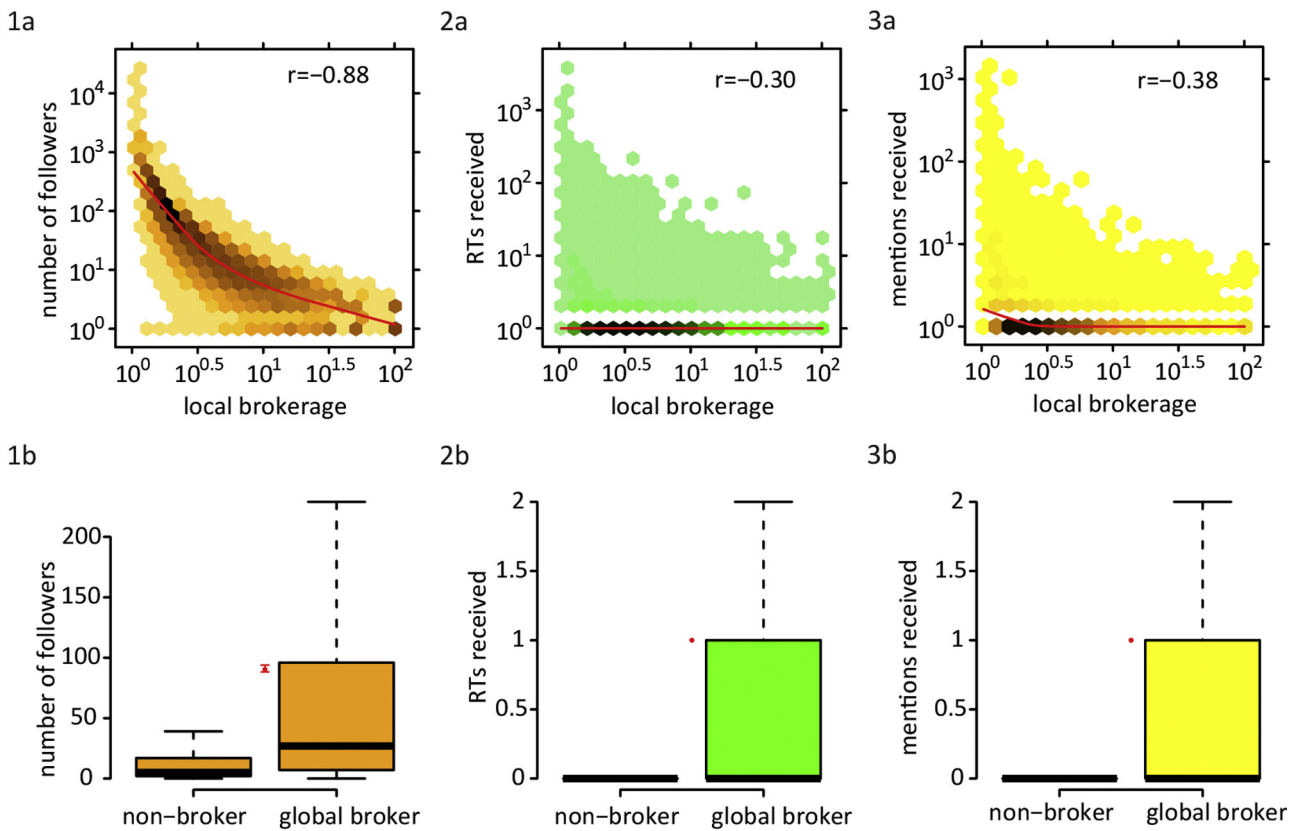 1a
r=−0.88
number of followers
10^4
10^3
10^2
10^1
10^0
10^0 10^0.5 10^1 10^1.5 10^2
local brokerage
2a
r=−0.30
RTs received
10^3
10^2
10^1
10^0
10^0 10^0.5 10^1 10^1.5 10^2
local brokerage
3a
r=−0.38
mentions received
10^3
10^2
10^1
10^0
10^0 10^0.5 10^1 10^1.5 10^2
local brokerage
1b
number of followers
200
150
100
50
0
non−broker global broker
2b
RTs received
2
1.5
1
0.5
0
non−broker global broker
3b
mentions received
2
1.5
1
0.5
0
non−broker global broker